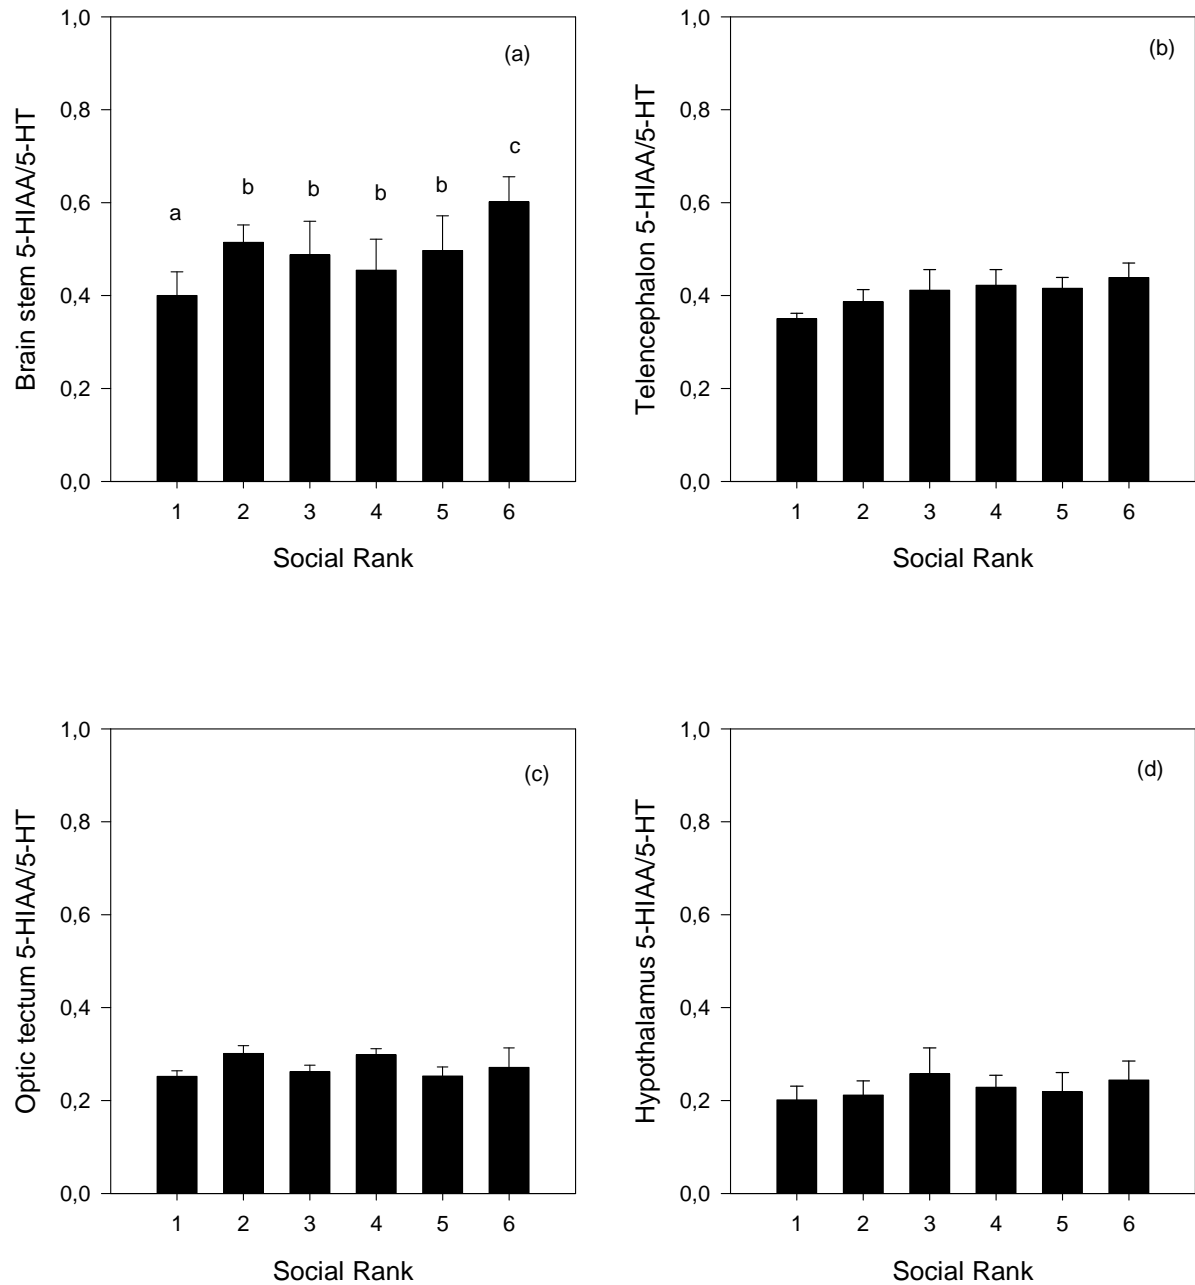 Brain stem 5-HIAA/5-HT
1,0
0,8
0,6
0,4
0,2
0,0
(a)
a
b
b
b
b
c
1 2 3 4 5 6
Social Rank
Telencephalon 5-HIAA/5-HT
1,0
0,8
0,6
0,4
0,2
0,0
(b)
1 2 3 4 5 6
Social Rank
Optic tectum 5-HIAA/5-HT
1,0
0,8
0,6
0,4
0,2
0,0
(c)
1 2 3 4 5 6
Social Rank
Hypothalamus 5-HIAA/5-HT
1,0
0,8
0,6
0,4
0,2
0,0
(d)
1 2 3 4 5 6
Social Rank